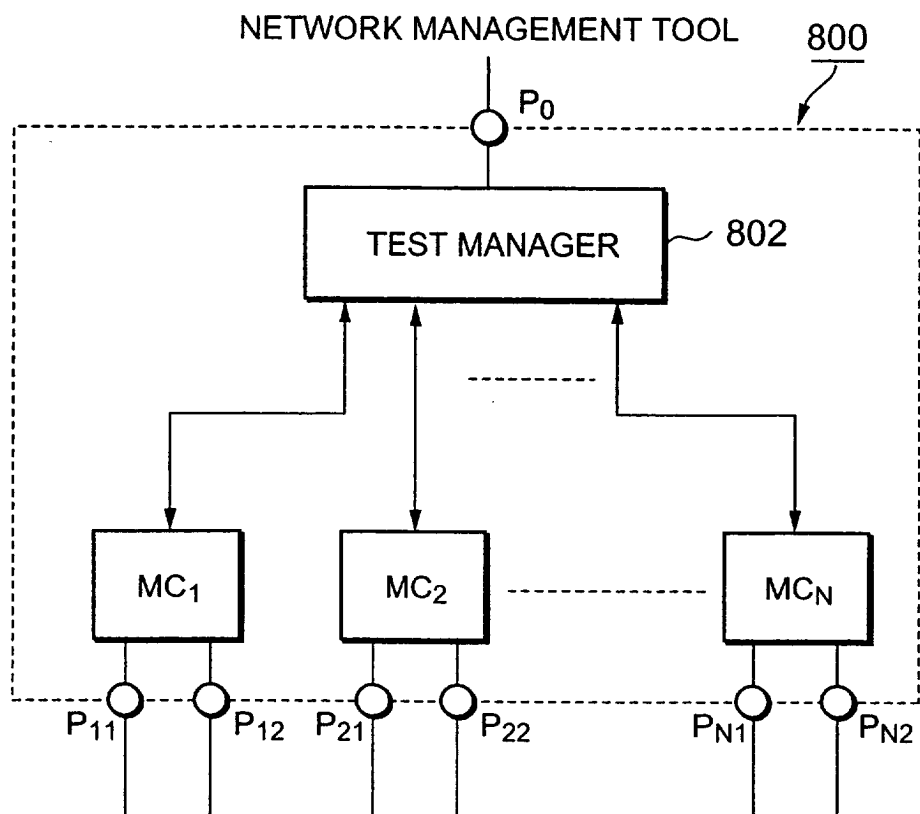 NETWORK MANAGEMENT TOOL
800
P0
TEST MANAGER
802
MC1
MC2
MCN
P11
P12
P21
P22
PN1
PN2